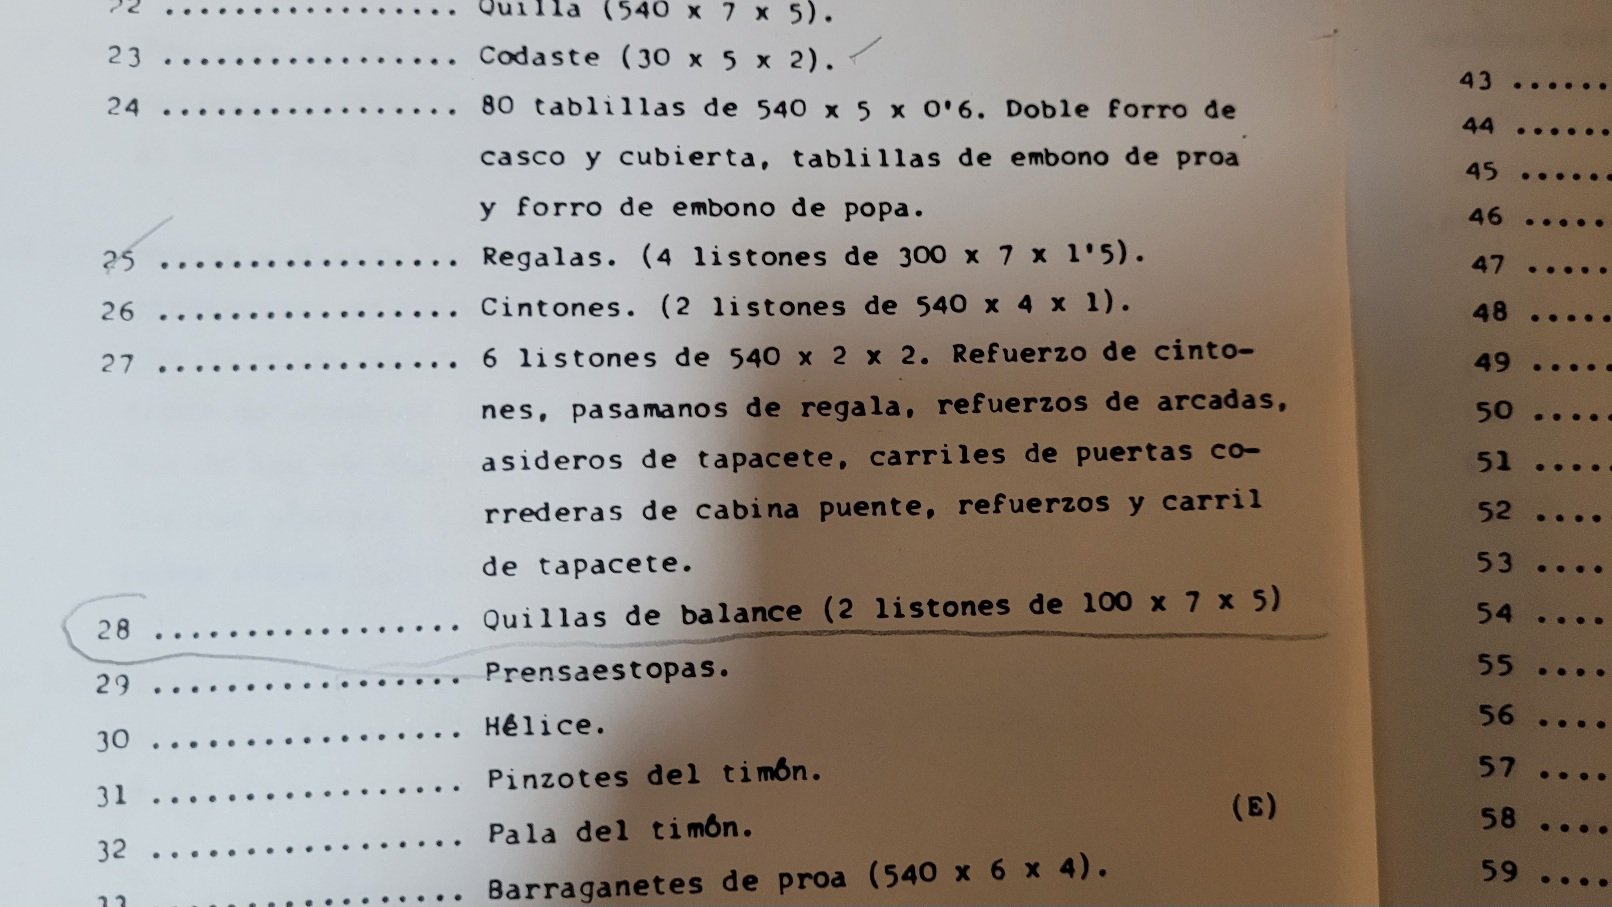 22 ................. Quilla (540 x 7 x 5).
23 ................. Codaste (30 x 5 x 2).
24 ................. 80 tablillas de 540 x 5 x 0'6. Doble forro de
casco y cubierta, tablillas de embono de proa
y forro de embono de popa.
25 ................. Regalas. (4 listones de 300 x 7 x 1'5).
26 ................. Cintones. (2 listones de 540 x 4 x 1).
27 ................. 6 listones de 540 x 2 x 2. Refuerzo de cinto-
nes, pasamanos de regala, refuerzos de arcadas,
asideros de tapacete, carriles de puertas co-
rrederas de cabina puente, refuerzos y carril
de tapacete.
28 ................. Quillas de balance (2 listones de 100 x 7 x 5)
29 ................. Prensaestopas.
30 ................. Hélice.
31 ................. Pinzotes del timón.
32 ................. Pala del timón.
(E)
33 ................. Barraganetes de proa (540 x 6 x 4).
43 ......
44 ......
45 ......
46 .....
47 .....
48 .....
49 .....
50 .....
51 .....
52 ....
53 ....
54 ....
55 ....
56 ....
57 ....
58 ....
59 ....